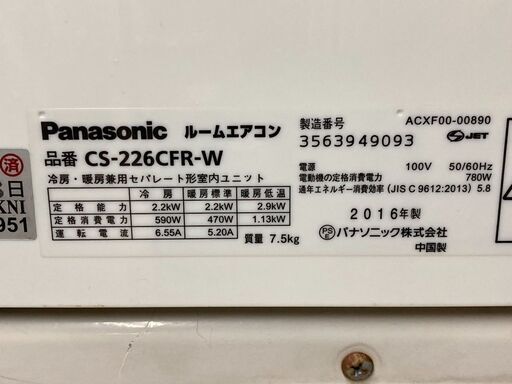 Panasonic ルームエアコン
品番 CS-226CFR-W
冷房・暖房兼用セパレート形室内ユニット
冷房標準 暖房標準 暖房低温
定格能力 2.2kW 2.2kW 2.9kW
定格消費電力 590W 470W 1.13kW
運転電流 6.55A 5.20A
質量 7.5kg
製造番号 ACXF00-00890
3563949093
JET
電源 100V 50/60Hz
電動機の定格消費電力 780W
通年エネルギー消費効率(JIS C 9612:2013) 5.8
2016年製
PS E パナソニック株式会社
中国製
済
日
KNI
951